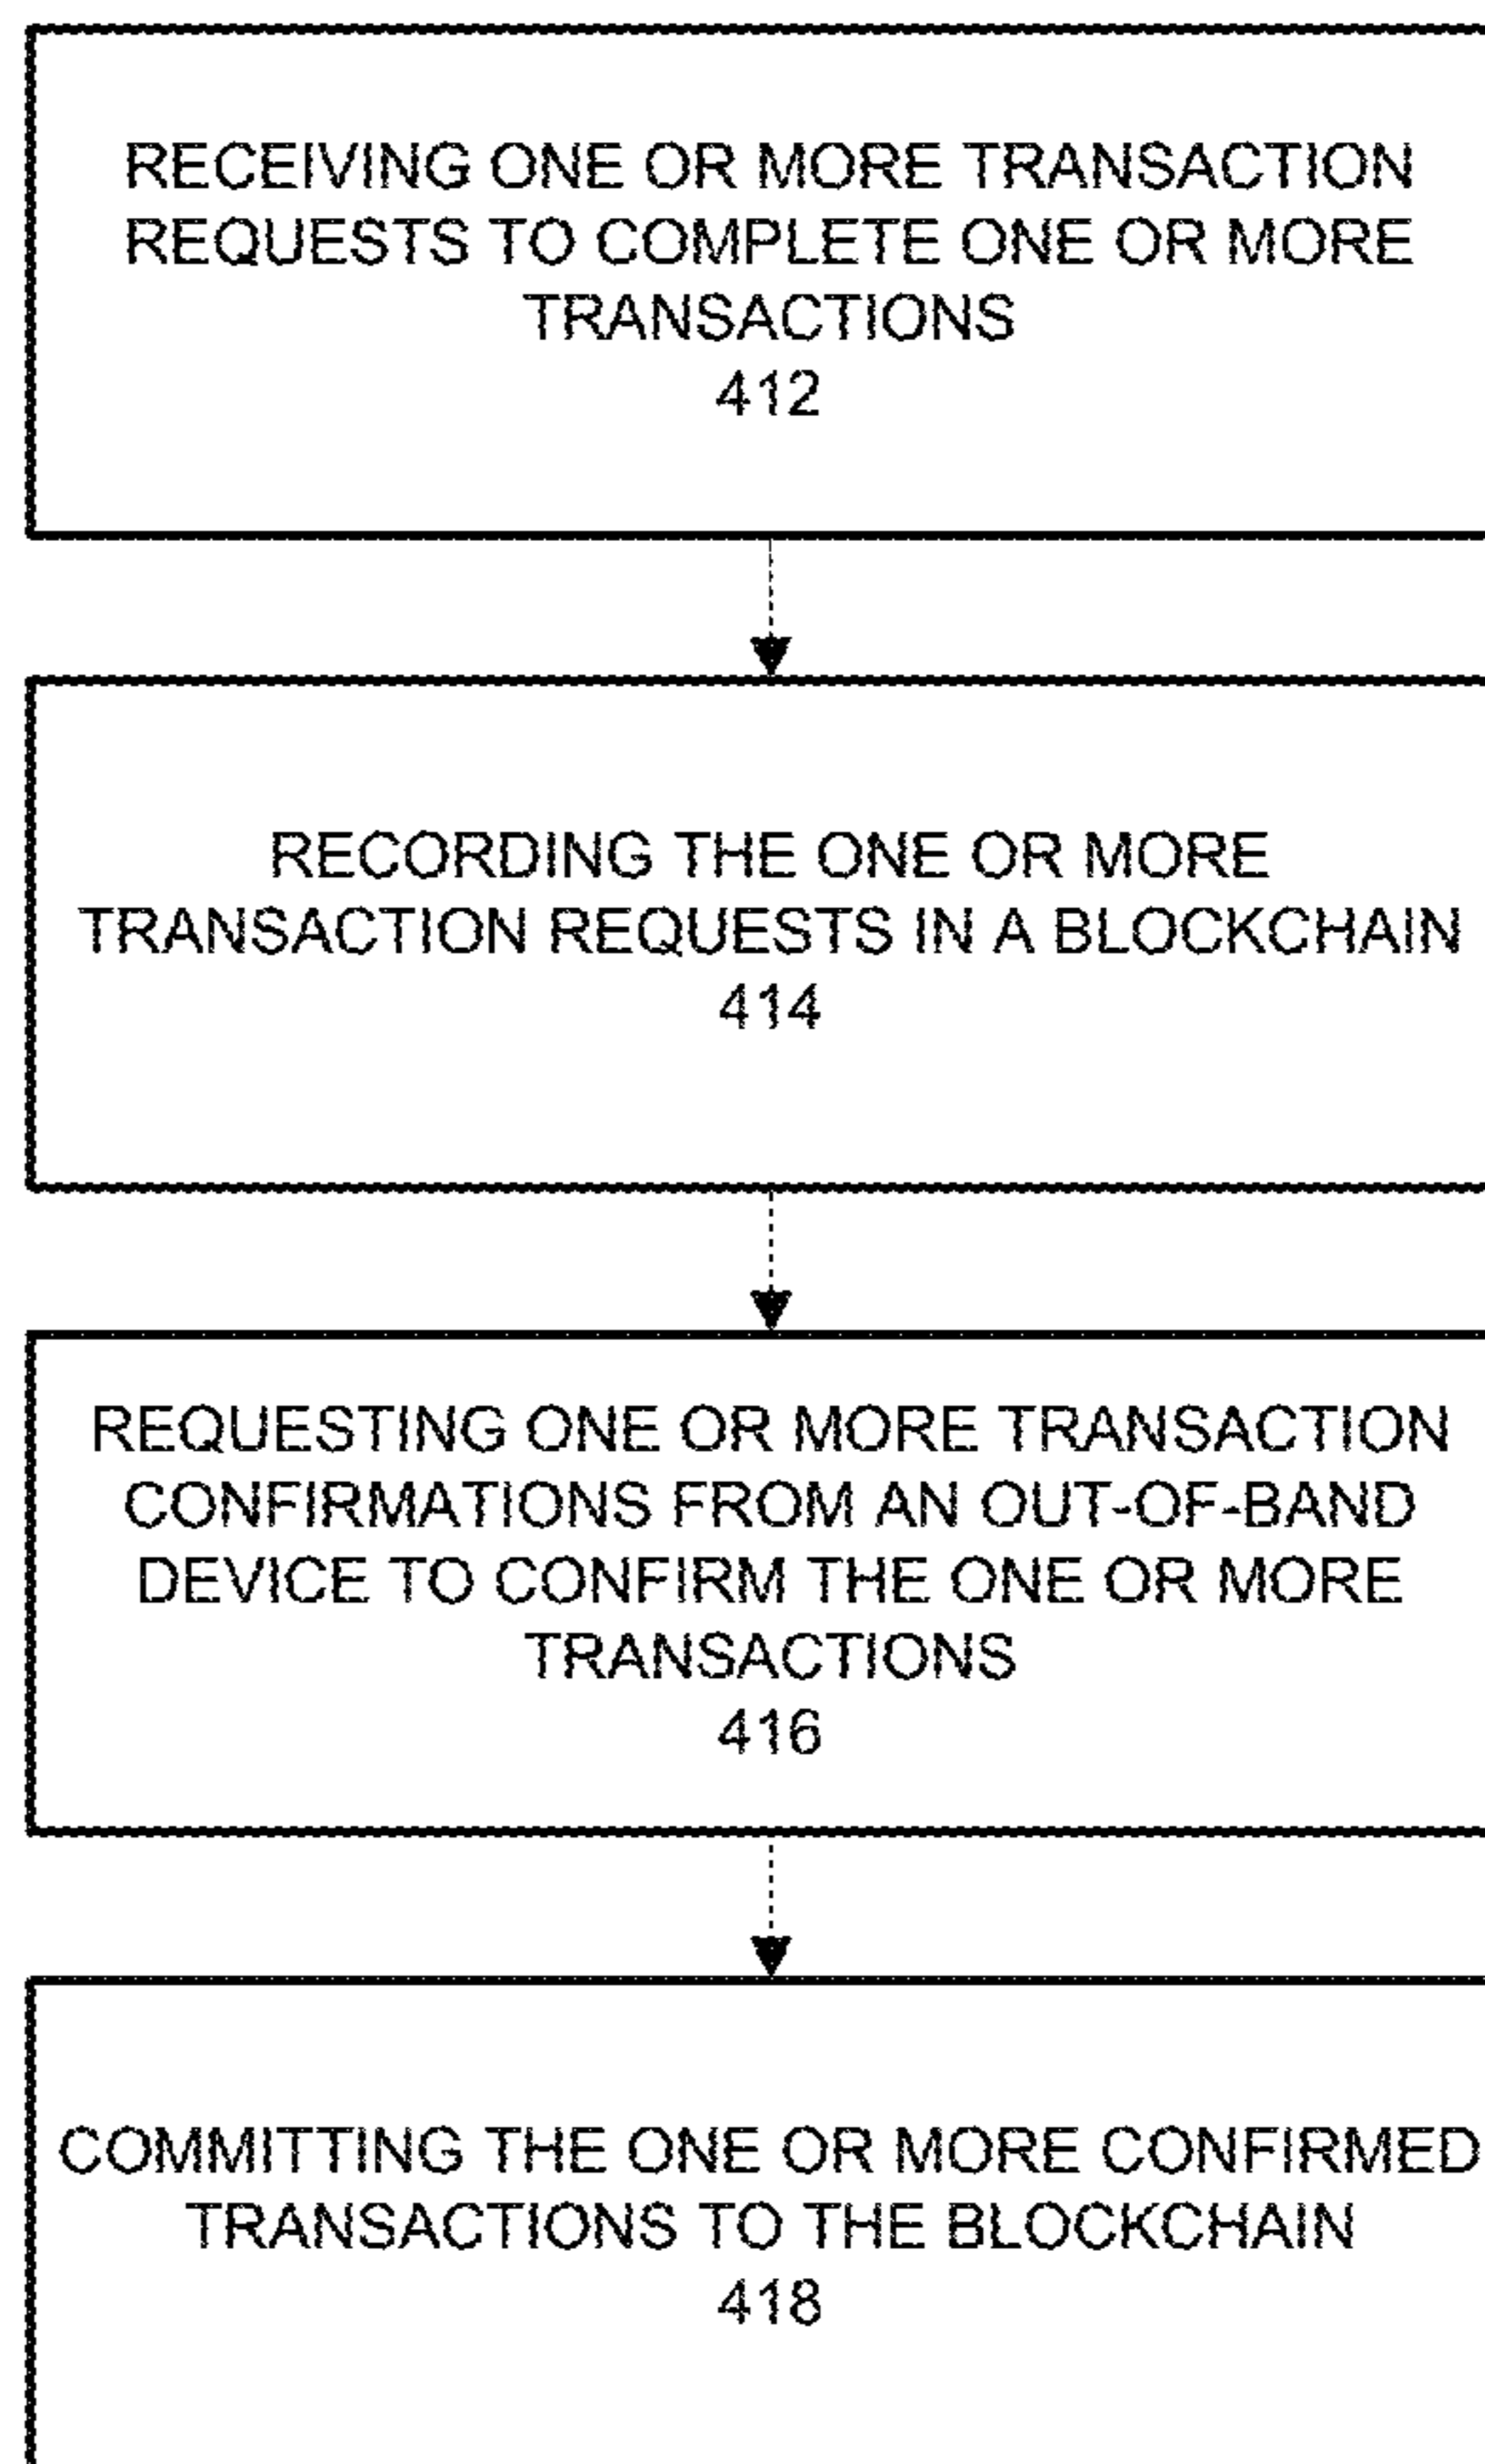 RECEIVING ONE OR MORE TRANSACTION
REQUESTS TO COMPLETE ONE OR MORE
TRANSACTIONS
412
RECORDING THE ONE OR MORE
TRANSACTION REQUESTS IN A BLOCKCHAIN
414
REQUESTING ONE OR MORE TRANSACTION
CONFIRMATIONS FROM AN OUT-OF-BAND
DEVICE TO CONFIRM THE ONE OR MORE
TRANSACTIONS
416
COMMITTING THE ONE OR MORE CONFIRMED
TRANSACTIONS TO THE BLOCKCHAIN
418